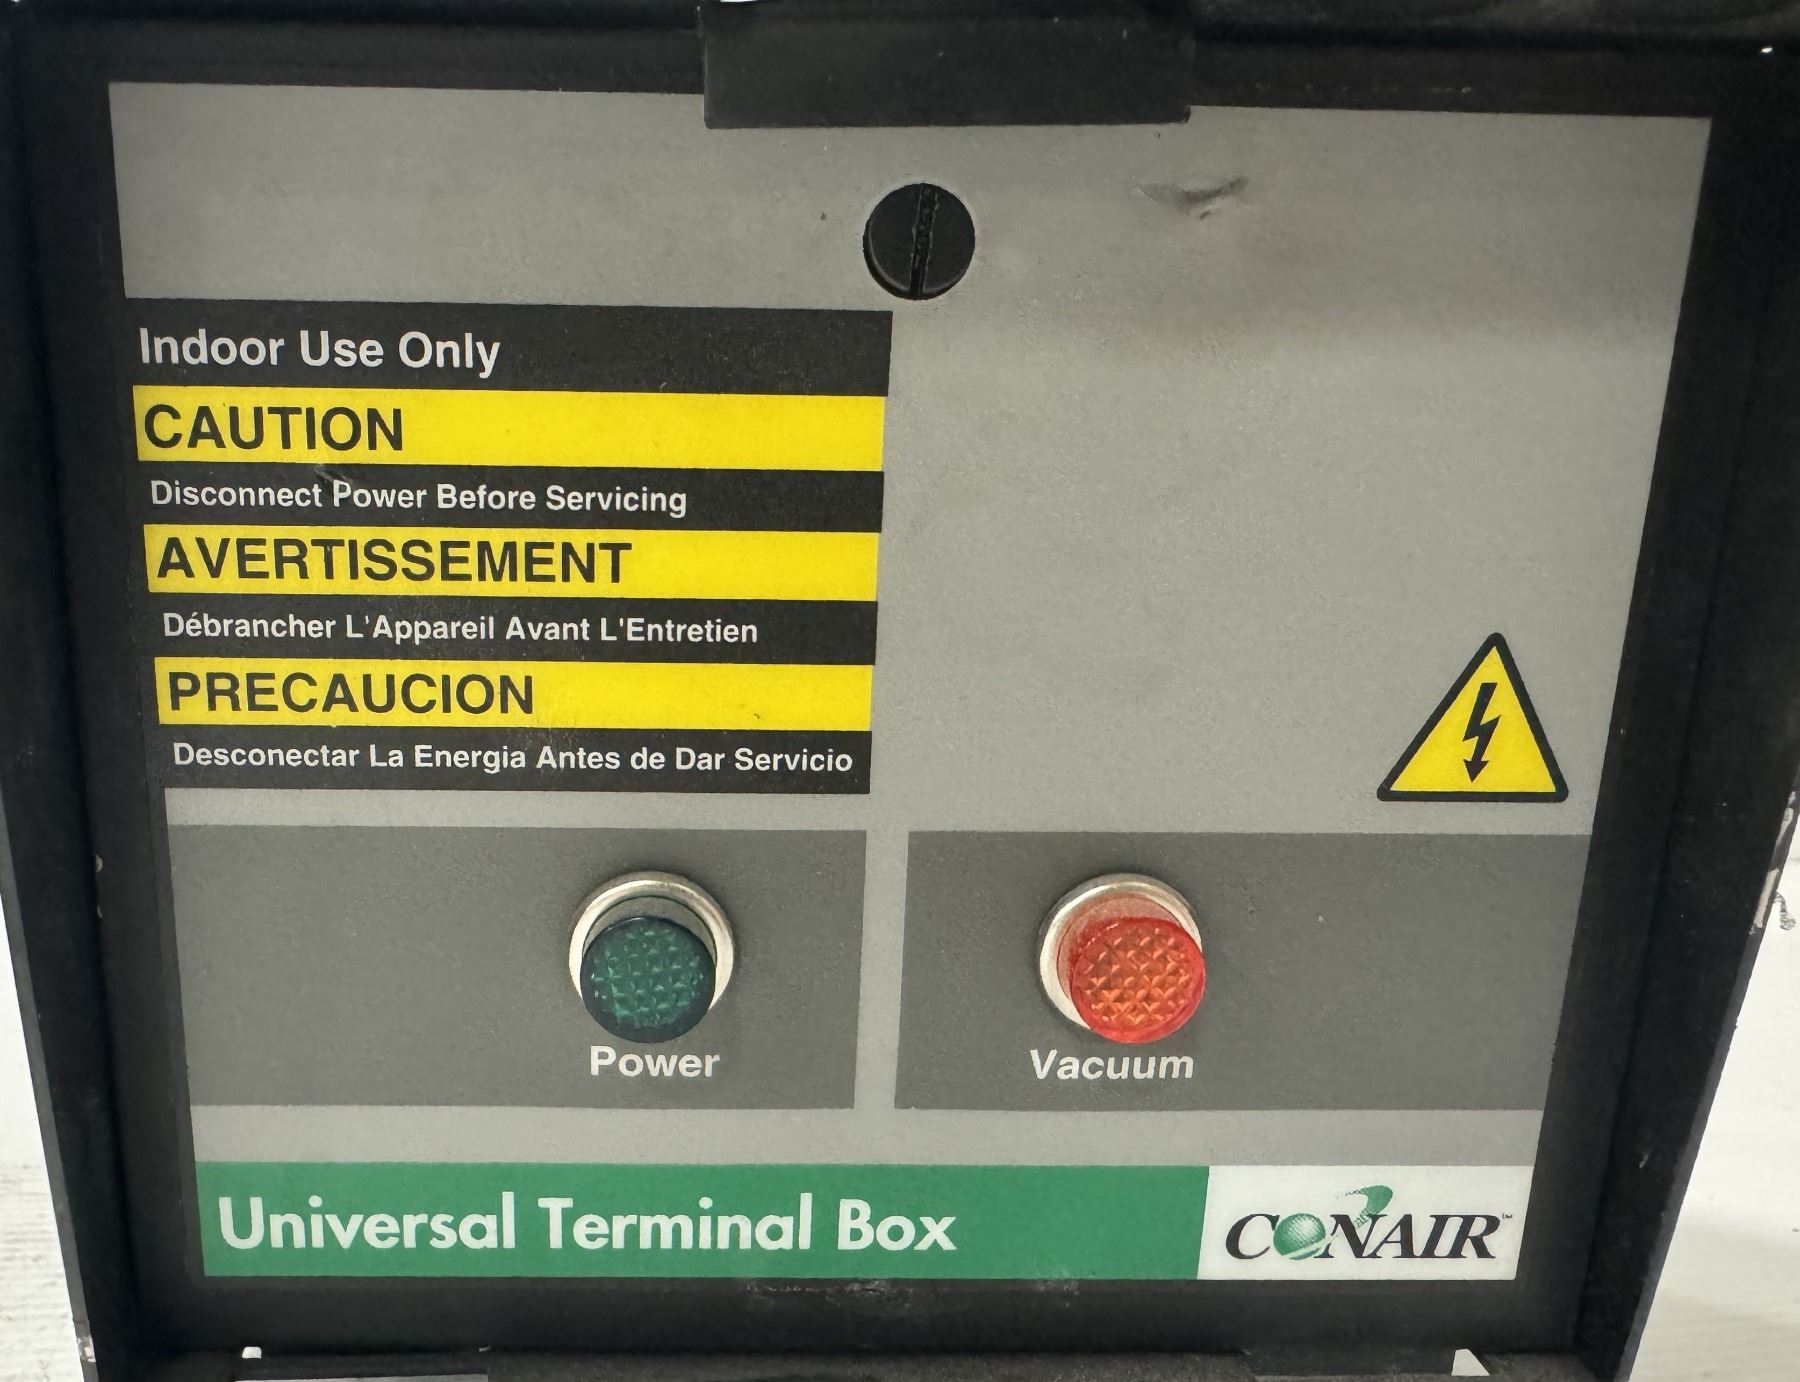 Indoor Use Only
CAUTION
Disconnect Power Before Servicing
AVERTISSEMENT
Débrancher L'Appareil Avant L'Entretien
PRECAUCION
Desconectar La Energia Antes de Dar Servicio
Power
Vacuum
Universal Terminal Box
CONAIR™